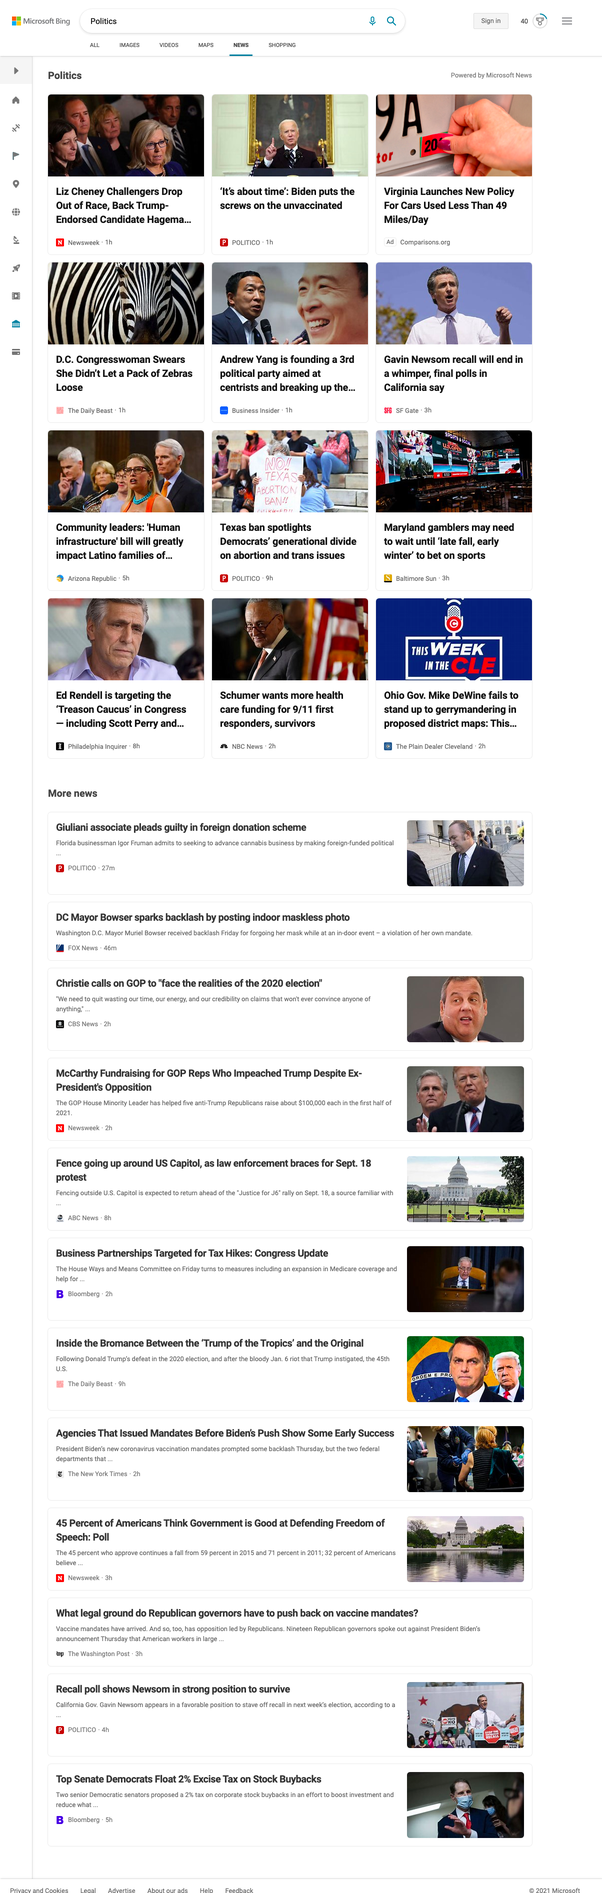 Microsoft Bing
Politics
Sign in
40
ALL
IMAGES
VIDEOS
MAPS
NEWS
SHOPPING
Politics
Powered by Microsoft News
Liz Cheney Challengers Drop
Out of Race, Back Trump-
Endorsed Candidate Hagema...
Newsweek · 1h
'It's about time': Biden puts the
screws on the unvaccinated
POLITICO · 1h
9A
tor
Virginia Launches New Policy
For Cars Used Less Than 49
Miles/Day
Ad Comparisons.org
D.C. Congresswoman Swears
She Didn't Let a Pack of Zebras
Loose
The Daily Beast · 1h
Andrew Yang is founding a 3rd
political party aimed at
centrists and breaking up the...
Business Insider · 1h
Gavin Newsom recall will end in
a whimper, final polls in
California say
SF Gate · 3h
Community leaders: 'Human
infrastructure' bill will greatly
impact Latino families of...
Arizona Republic · 5h
NO!!
TEXAS
ABORTION
BAN!!
Texas ban spotlights
Democrats' generational divide
on abortion and trans issues
POLITICO · 9h
Maryland gamblers may need
to wait until 'late fall, early
winter' to bet on sports
Baltimore Sun · 3h
Ed Rendell is targeting the
'Treason Caucus' in Congress
— including Scott Perry and...
Philadelphia Inquirer · 8h
Schumer wants more health
care funding for 9/11 first
responders, survivors
NBC News · 2h
THIS WEEK
IN THE CLE
Ohio Gov. Mike DeWine fails to
stand up to gerrymandering in
proposed district maps: This...
The Plain Dealer Cleveland · 2h
More news
Giuliani associate pleads guilty in foreign donation scheme
Florida businessman Igor Fruman admits to seeking to advance cannabis business by making foreign-funded political
...
POLITICO · 27m
DC Mayor Bowser sparks backlash by posting indoor maskless photo
Washington D.C. Mayor Muriel Bowser received backlash Friday for forgoing her mask while at an in-door event – a violation of her own mandate.
FOX News · 46m
Christie calls on GOP to "face the realities of the 2020 election"
"We need to quit wasting our time, our energy, and our credibility on claims that won't ever convince anyone of
anything," ...
CBS News · 2h
McCarthy Fundraising for GOP Reps Who Impeached Trump Despite Ex-
President's Opposition
The GOP House Minority Leader has helped five anti-Trump Republicans raise about $100,000 each in the first half of
2021.
Newsweek · 2h
Fence going up around US Capitol, as law enforcement braces for Sept. 18
protest
Fencing outside U.S. Capitol is expected to return ahead of the "Justice for J6" rally on Sept. 18, a source familiar with
...
ABC News · 8h
Business Partnerships Targeted for Tax Hikes: Congress Update
The House Ways and Means Committee on Friday turns to measures including an expansion in Medicare coverage and
help for ...
Bloomberg · 2h
Inside the Bromance Between the 'Trump of the Tropics' and the Original
Following Donald Trump's defeat in the 2020 election, and after the bloody Jan. 6 riot that Trump instigated, the 45th
U.S.
The Daily Beast · 9h
Agencies That Issued Mandates Before Biden's Push Show Some Early Success
President Biden's new coronavirus vaccination mandates prompted some backlash Thursday, but the two federal
departments that ...
The New York Times · 2h
45 Percent of Americans Think Government is Good at Defending Freedom of
Speech: Poll
The 45 percent who approve continues a fall from 59 percent in 2015 and 71 percent in 2011; 32 percent of Americans
believe ...
Newsweek · 3h
What legal ground do Republican governors have to push back on vaccine mandates?
Vaccine mandates have arrived. And so, too, has opposition led by Republicans. Nineteen Republican governors spoke out against President Biden's
announcement Thursday that American workers in large ...
The Washington Post · 3h
Recall poll shows Newsom in strong position to survive
California Gov. Gavin Newsom appears in a favorable position to stave off recall in next week's election, according to a
...
POLITICO · 4h
Top Senate Democrats Float 2% Excise Tax on Stock Buybacks
Two senior Democratic senators proposed a 2% tax on corporate stock buybacks in an effort to boost investment and
reduce what ...
Bloomberg · 5h
Privacy and Cookies
Legal
Advertise
About our ads
Help
Feedback
© 2021 Microsoft